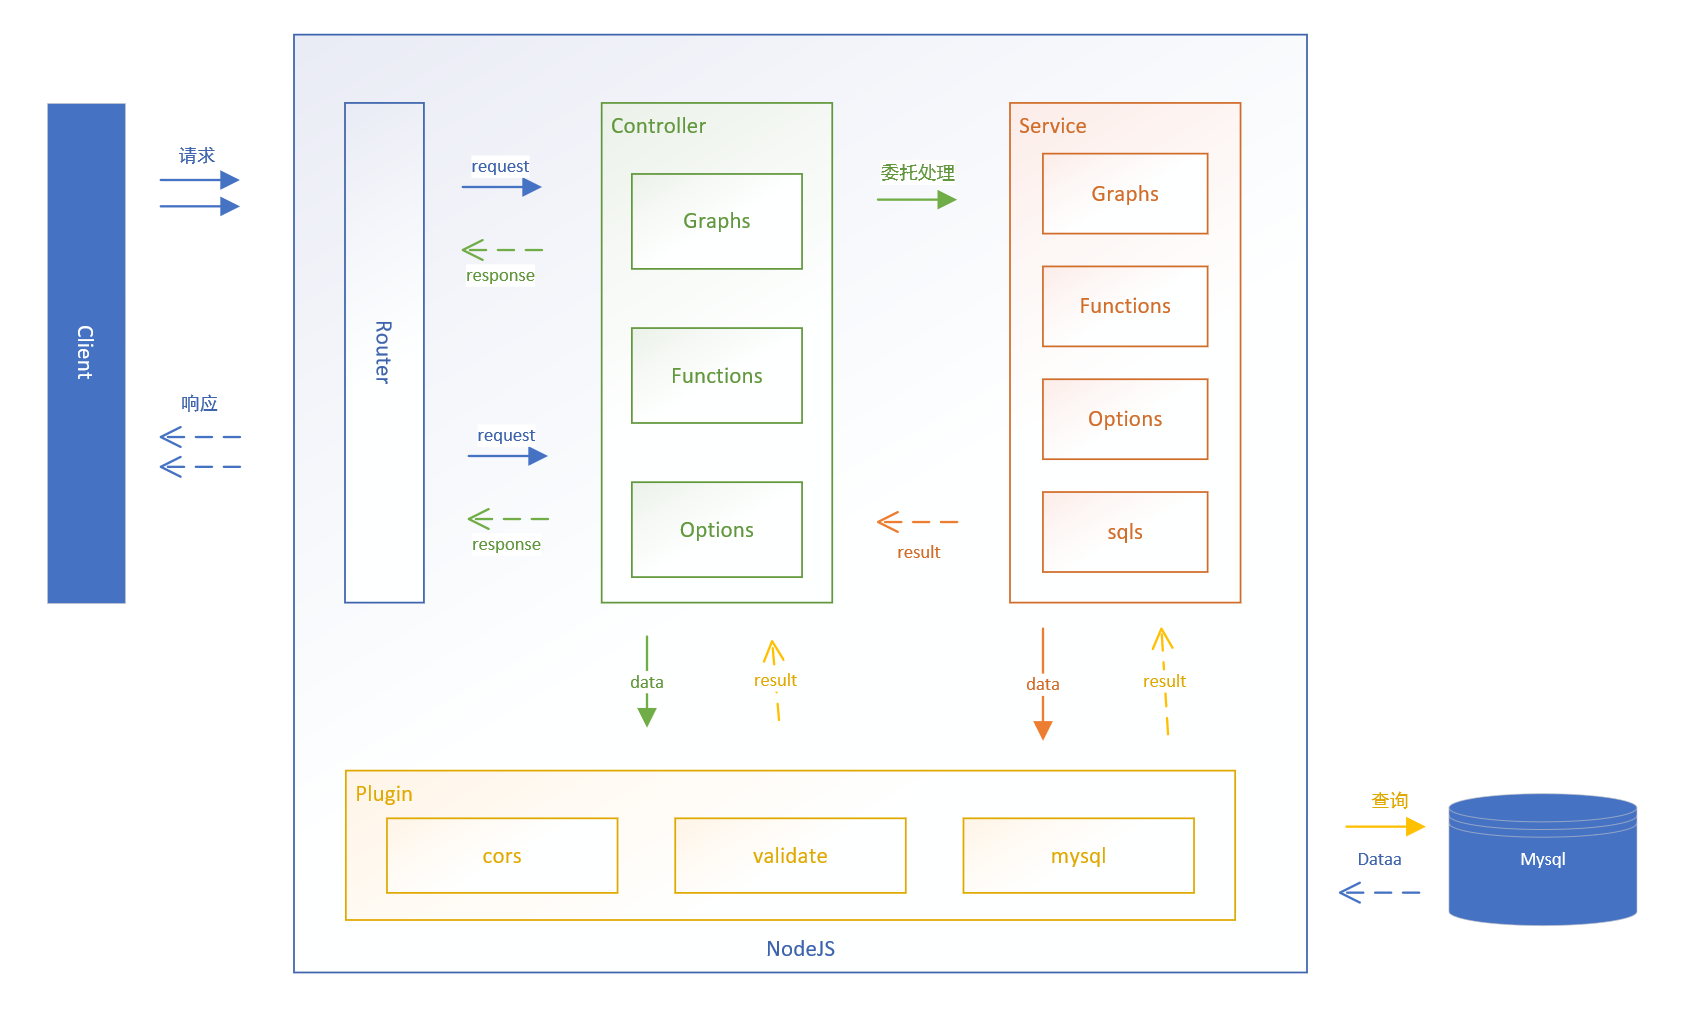 Client
请求
响应
Router
request
response
request
response
Controller
Graphs
Functions
Options
委托处理
result
Service
Graphs
Functions
Options
sqls
data
result
data
result
Plugin
cors
validate
mysql
NodeJS
查询
Dataa
Mysql